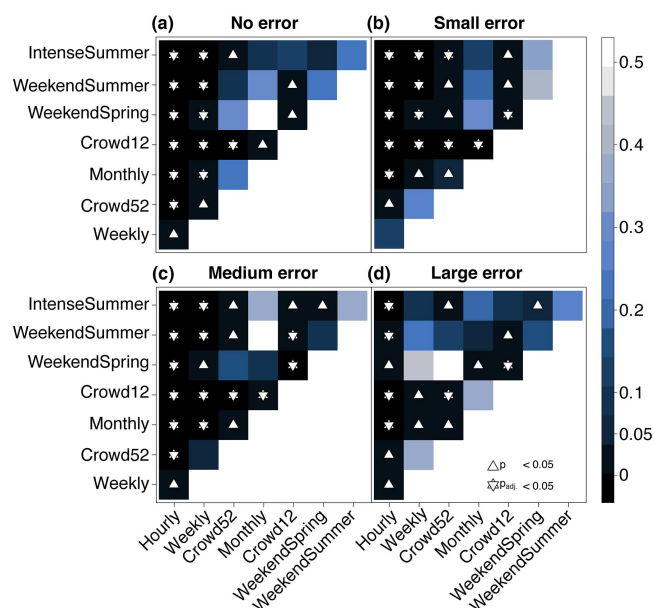 (a) No error
(b) Small error
IntenseSummer
WeekendSummer
WeekendSpring
Crowd12
Monthly
Crowd52
Weekly
0.5
0.4
0.3
0.2
0.1
0.05
0
(c) Medium error
(d) Large error
IntenseSummer
WeekendSummer
WeekendSpring
Crowd12
Monthly
Crowd52
Weekly
p < 0.05
padj. < 0.05
Hourly
Weekly
Crowd52
Monthly
Crowd12
WeekendSpring
WeekendSummer
Hourly
Weekly
Crowd52
Monthly
Crowd12
WeekendSpring
WeekendSummer